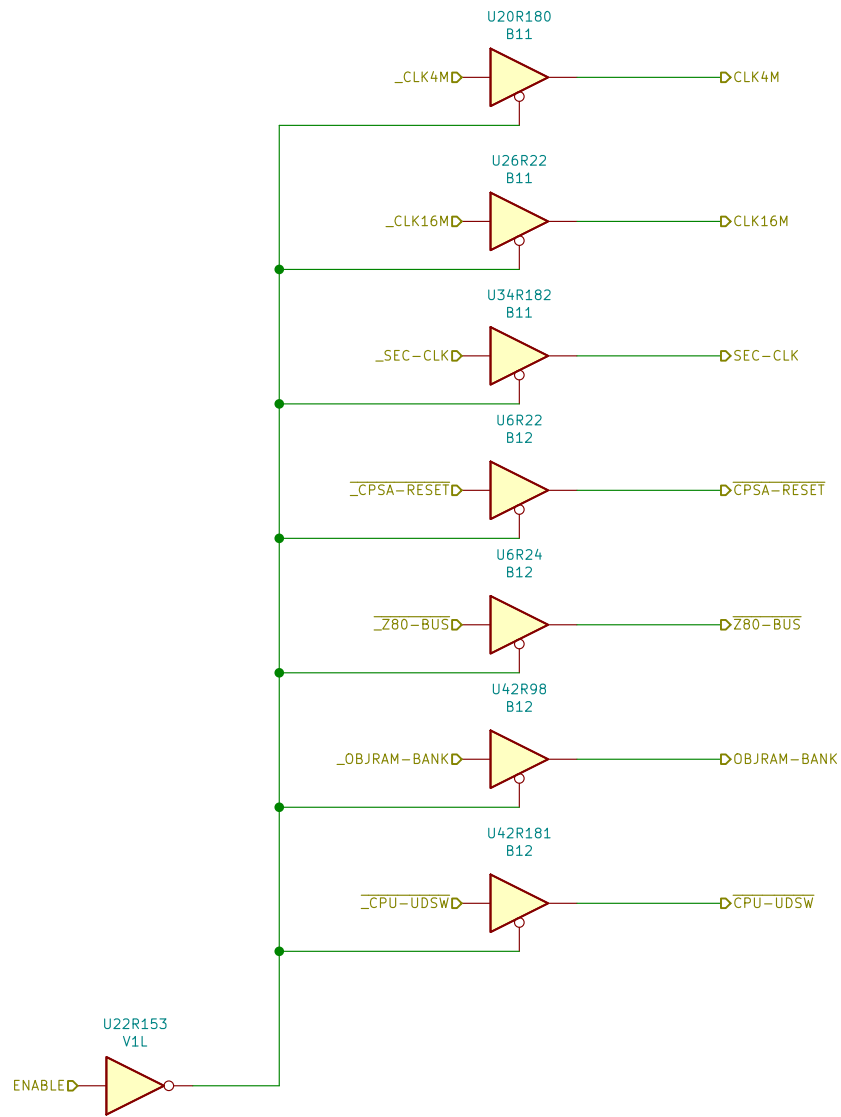 U20R180
B11
_CLK4M
CLK4M
U26R22
B11
_CLK16M
CLK16M
U34R182
B11
_SEC-CLK
SEC-CLK
U6R22
B12
_CPSA-RESET
CPSA-RESET
U6R24
B12
_Z80-BUS
Z80-BUS
U42R98
B12
_OBJRAM-BANK
OBJRAM-BANK
U42R181
B12
_CPU-UDSW
CPU-UDSW
U22R153
V1L
ENABLE